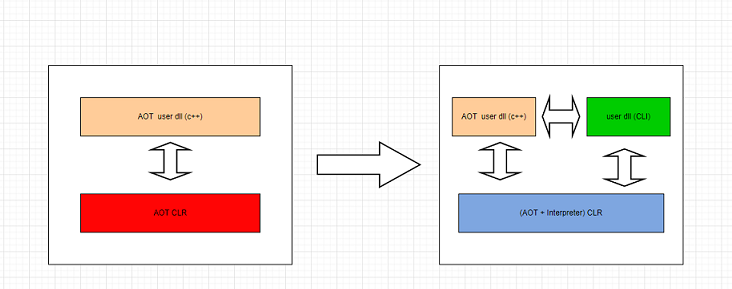 AOT user dll (c++)
AOT CLR
AOT user dll (c++)
user dll (CLI)
(AOT + Interpreter) CLR